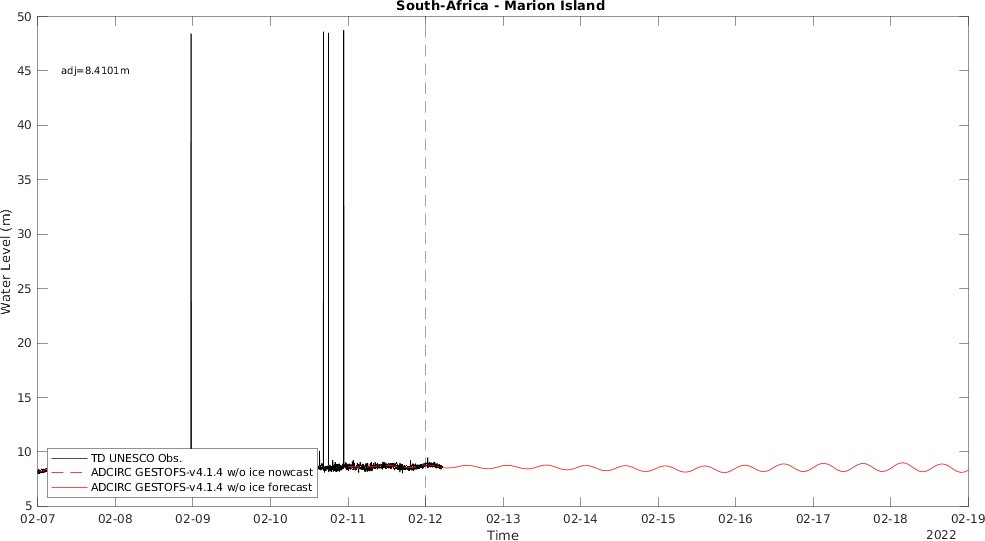 South-Africa - Marion Island
50
45
40
35
30
25
20
15
10
5
Water Level (m)
adj=8.4101m
TD UNESCO Obs.
ADCIRC GESTOFS-v4.1.4 w/o ice nowcast
ADCIRC GESTOFS-v4.1.4 w/o ice forecast
02-07 02-08 02-09 02-10 02-11 02-12 02-13 02-14 02-15 02-16 02-17 02-18 02-19
Time
2022